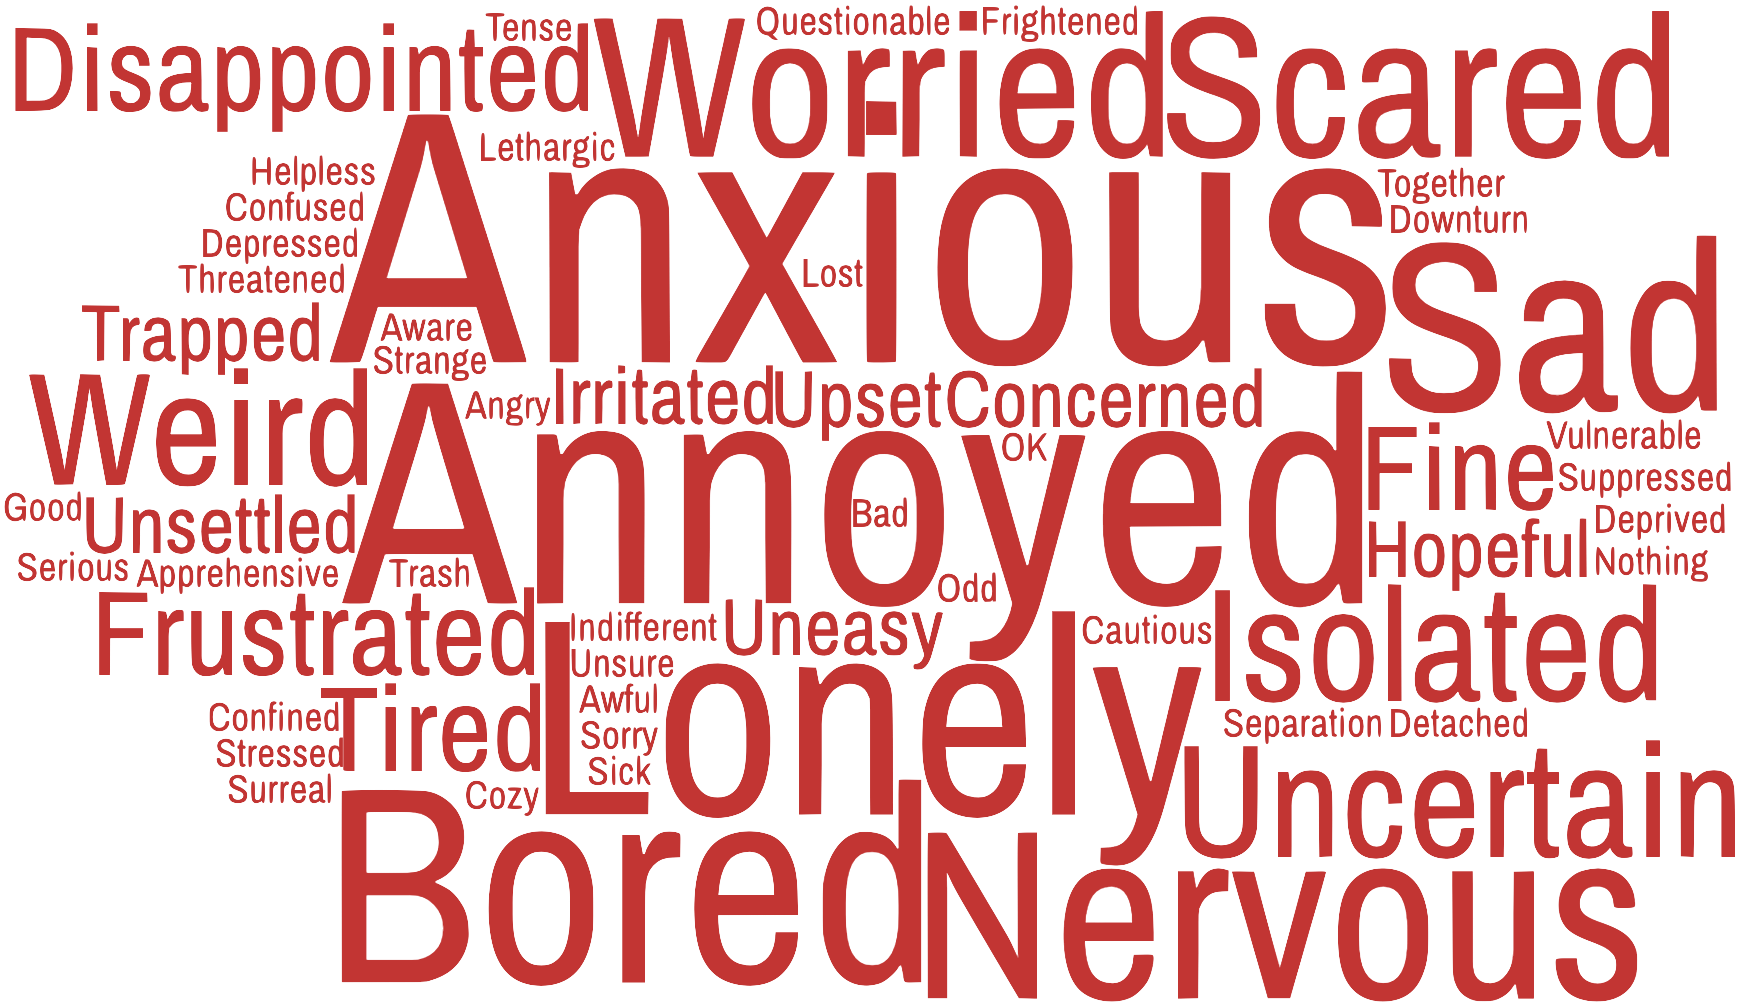 Tense
Questionable
Frightened
Disappointed
Worried
Scared
Lethargic
Helpless
Confused
Depressed
Threatened
Anxious
Together
Downturn
Lost
Sad
Trapped
Aware
Strange
Weird
Angry
Irritated
Upset
Concerned
OK
Fine
Vulnerable
Suppressed
Good
Unsettled
Annoyed
Bad
Hopeful
Deprived
Nothing
Serious
Apprehensive
Trash
Odd
Frustrated
Indifferent
Uneasy
Cautious
Isolated
Unsure
Lonely
Awful
Sorry
Sick
Confined
Stressed
Surreal
Tired
Cozy
Separation
Detached
Uncertain
Bored
Nervous